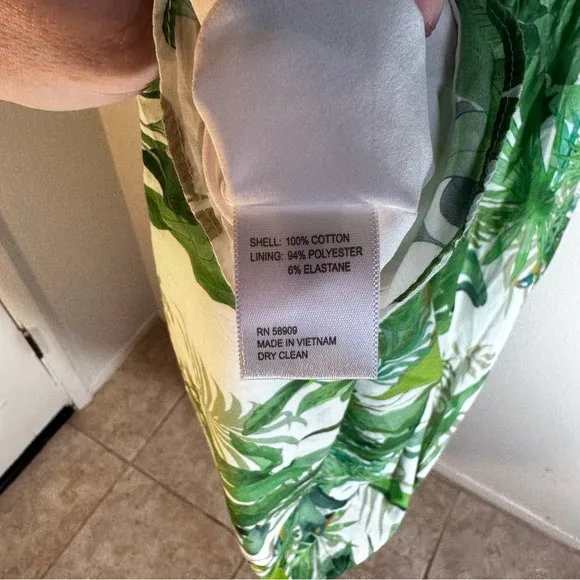 SHELL: 100% COTTON
LINING: 94% POLYESTER
6% ELASTANE
RN 58909
MADE IN VIETNAM
DRY CLEAN